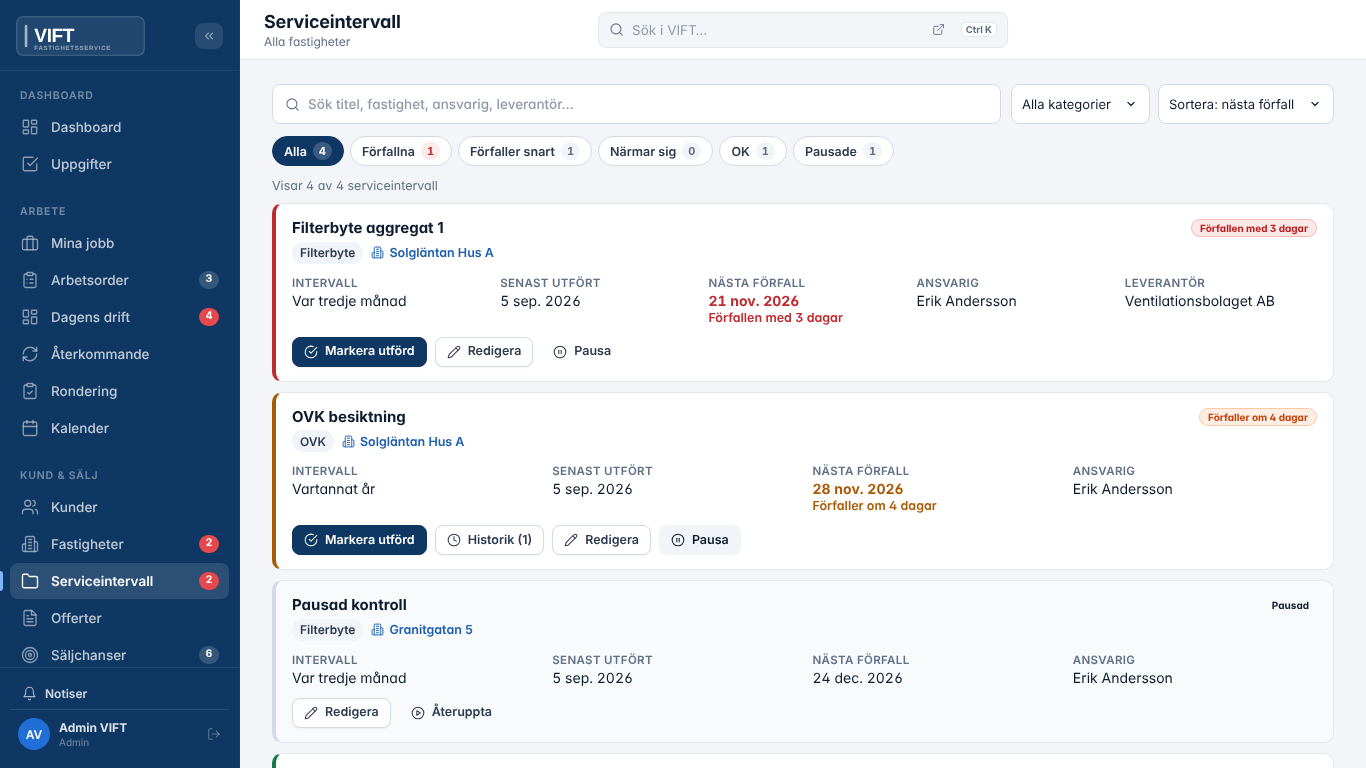 VIFT
FASTIGHETSSERVICE
DASHBOARD
Dashboard
Uppgifter
ARBETE
Mina jobb
Arbetsorder 3
Dagens drift 4
Återkommande
Rondering
Kalender
KUND & SÄLJ
Kunder
Fastigheter 2
Serviceintervall 2
Offerter
Säljchanser 6
Notiser
AV Admin VIFT
Admin
Serviceintervall
Alla fastigheter
Sök i VIFT... Ctrl K
Sök titel, fastighet, ansvarig, leverantör... Alla kategorier Sortera: nästa förfall
Alla 4 Förfallna 1 Förfaller snart 1 Närmar sig 0 OK 1 Pausade 1
Visar 4 av 4 serviceintervall
Filterbyte aggregat 1 Förfallen med 3 dagar
Filterbyte Solgläntan Hus A
INTERVALL SENAST UTFÖRT NÄSTA FÖRFALL ANSVARIG LEVERANTÖR
Var tredje månad 5 sep. 2026 21 nov. 2026 Erik Andersson Ventilationsbolaget AB
Förfallen med 3 dagar
Markera utförd Redigera Pausa
OVK besiktning Förfaller om 4 dagar
OVK Solgläntan Hus A
INTERVALL SENAST UTFÖRT NÄSTA FÖRFALL ANSVARIG
Vartannat år 5 sep. 2026 28 nov. 2026 Erik Andersson
Förfaller om 4 dagar
Markera utförd Historik (1) Redigera Pausa
Pausad kontroll Pausad
Filterbyte Granitgatan 5
INTERVALL SENAST UTFÖRT NÄSTA FÖRFALL ANSVARIG
Var tredje månad 5 sep. 2026 24 dec. 2026 Erik Andersson
Redigera Återuppta